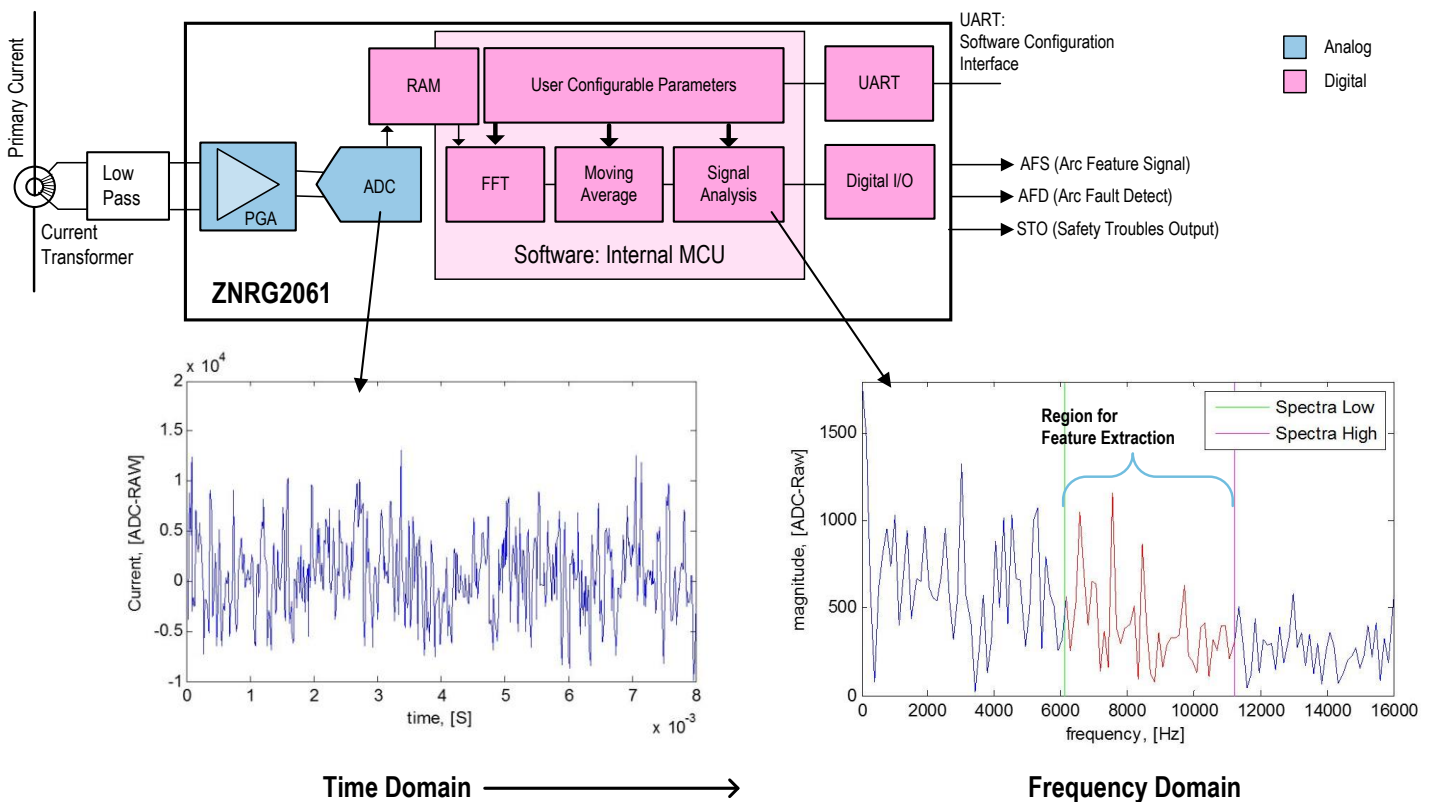 Primary Current
Current
Transformer
Low
Pass
PGA
ADC
RAM
User Configurable Parameters
FFT
Moving
Average
Signal
Analysis
Software: Internal MCU
UART
Digital I/O
ZNRG2061
UART:
Software Configuration
Interface
AFS (Arc Feature Signal)
AFD (Arc Fault Detect)
STO (Safety Troubles Output)
Analog
Digital
x 10^4
2
1.5
1
0.5
0
-0.5
-1
Current, [ADC-RAW]
0 1 2 3 4 5 6 7 8
time, [S]
x 10^-3
1500
1000
500
0
magnitude, [ADC-Raw]
Region for
Feature Extraction
Spectra Low
Spectra High
0 2000 4000 6000 8000 10000 12000 14000 16000
frequency, [Hz]
Time Domain
Frequency Domain